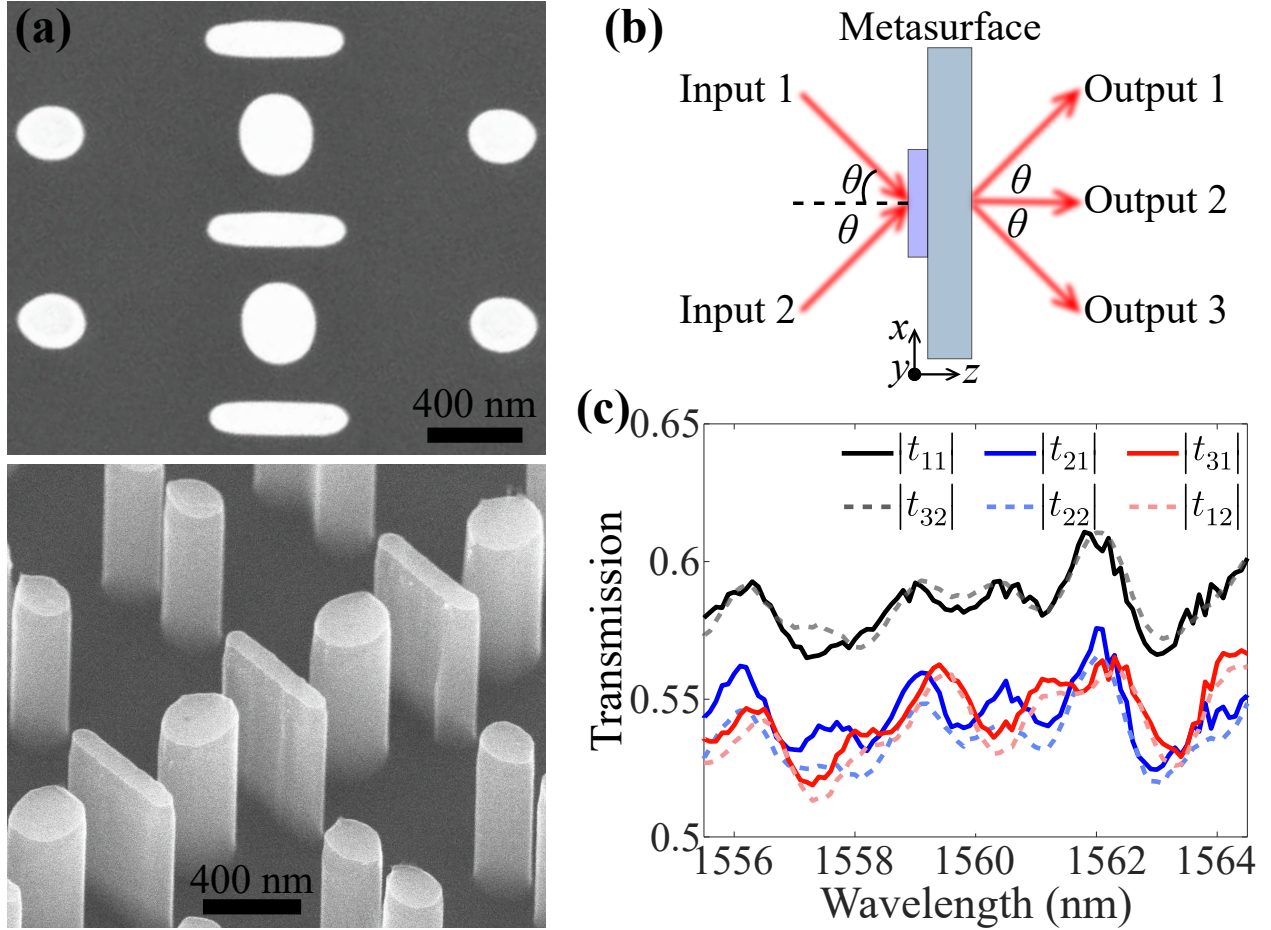 (a)
400 nm
400 nm
(b)
Metasurface
Input 1
Output 1
θ
θ
Output 2
θ
θ
Input 2
Output 3
x
y
z
(c)
0.65
|t₁₁| |t₂₁| |t₃₁|
|t₃₂| |t₂₂| |t₁₂|
0.6
Transmission
0.55
0.5
1556 1558 1560 1562 1564
Wavelength (nm)